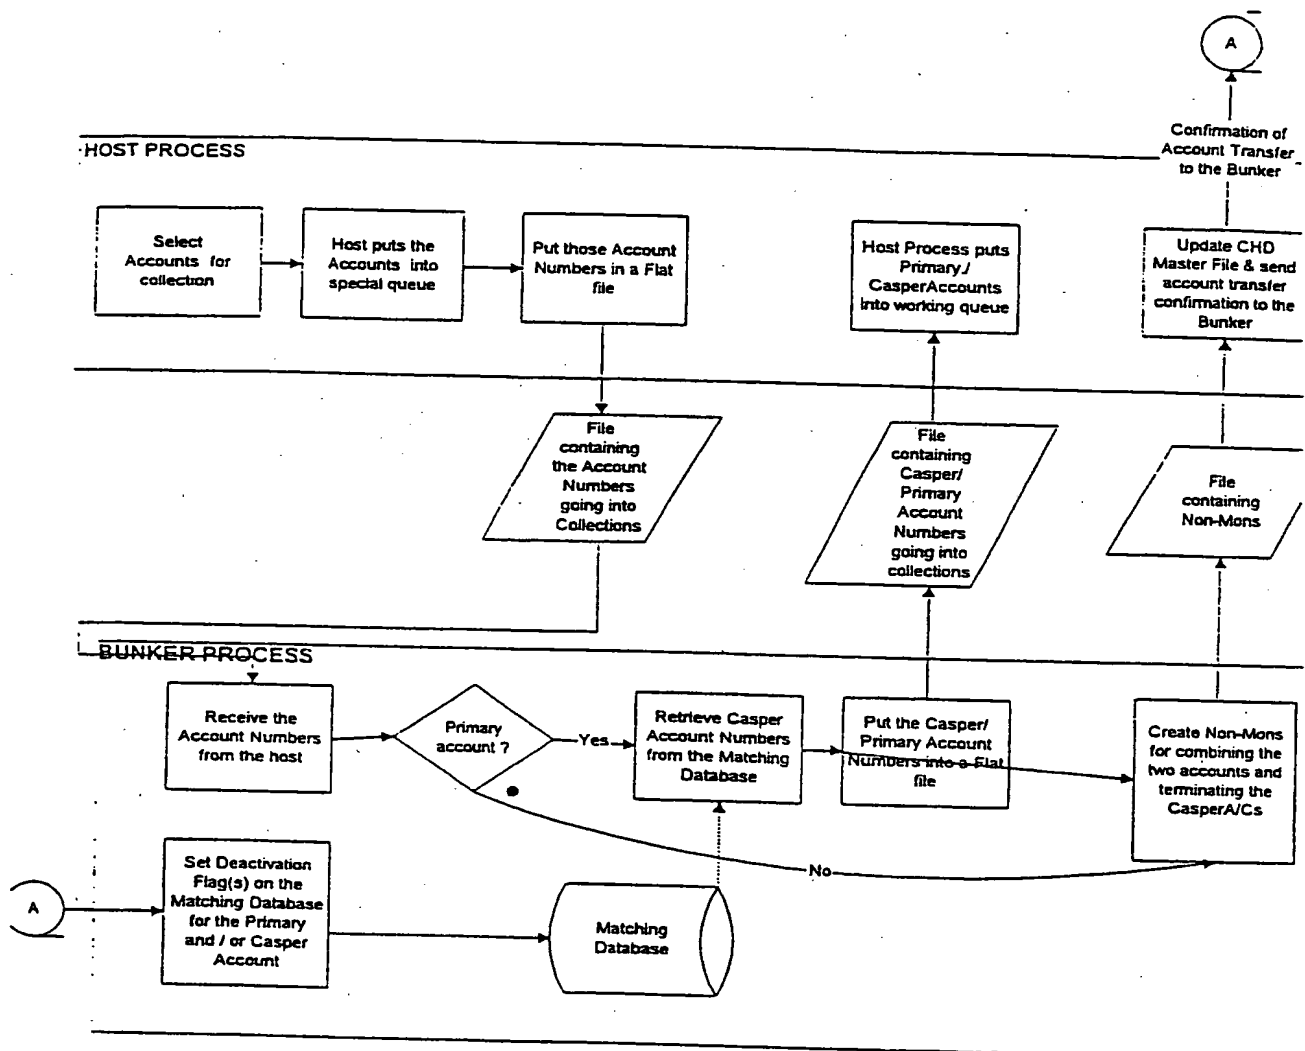 A
Confirmation of
Account Transfer
to the Bunker
HOST PROCESS
Select
Accounts for
collection
Host puts the
Accounts into
special queue
Put those Account
Numbers in a Flat
file
Host Process puts
Primary./
CasperAccounts
into working queue
Update CHD
Master File & send
account transfer
confirmation to the
Bunker
File
containing
the Account
Numbers
going into
Collections
File
containing
Casper/
Primary
Account
Numbers
going into
collections
File
containing
Non-Mons
BUNKER PROCESS
Receive the
Account Numbers
from the host
Primary
account ?
Yes
Retrieve Casper
Account Numbers
from the Matching
Database
Put the Casper/
Primary Account
Numbers into a Flat
file
Create Non-Mons
for combining the
two accounts and
terminating the
CasperA/Cs
No
A
Set Deactivation
Flag(s) on the
Matching Database
for the Primary
and / or Casper
Account
Matching
Database